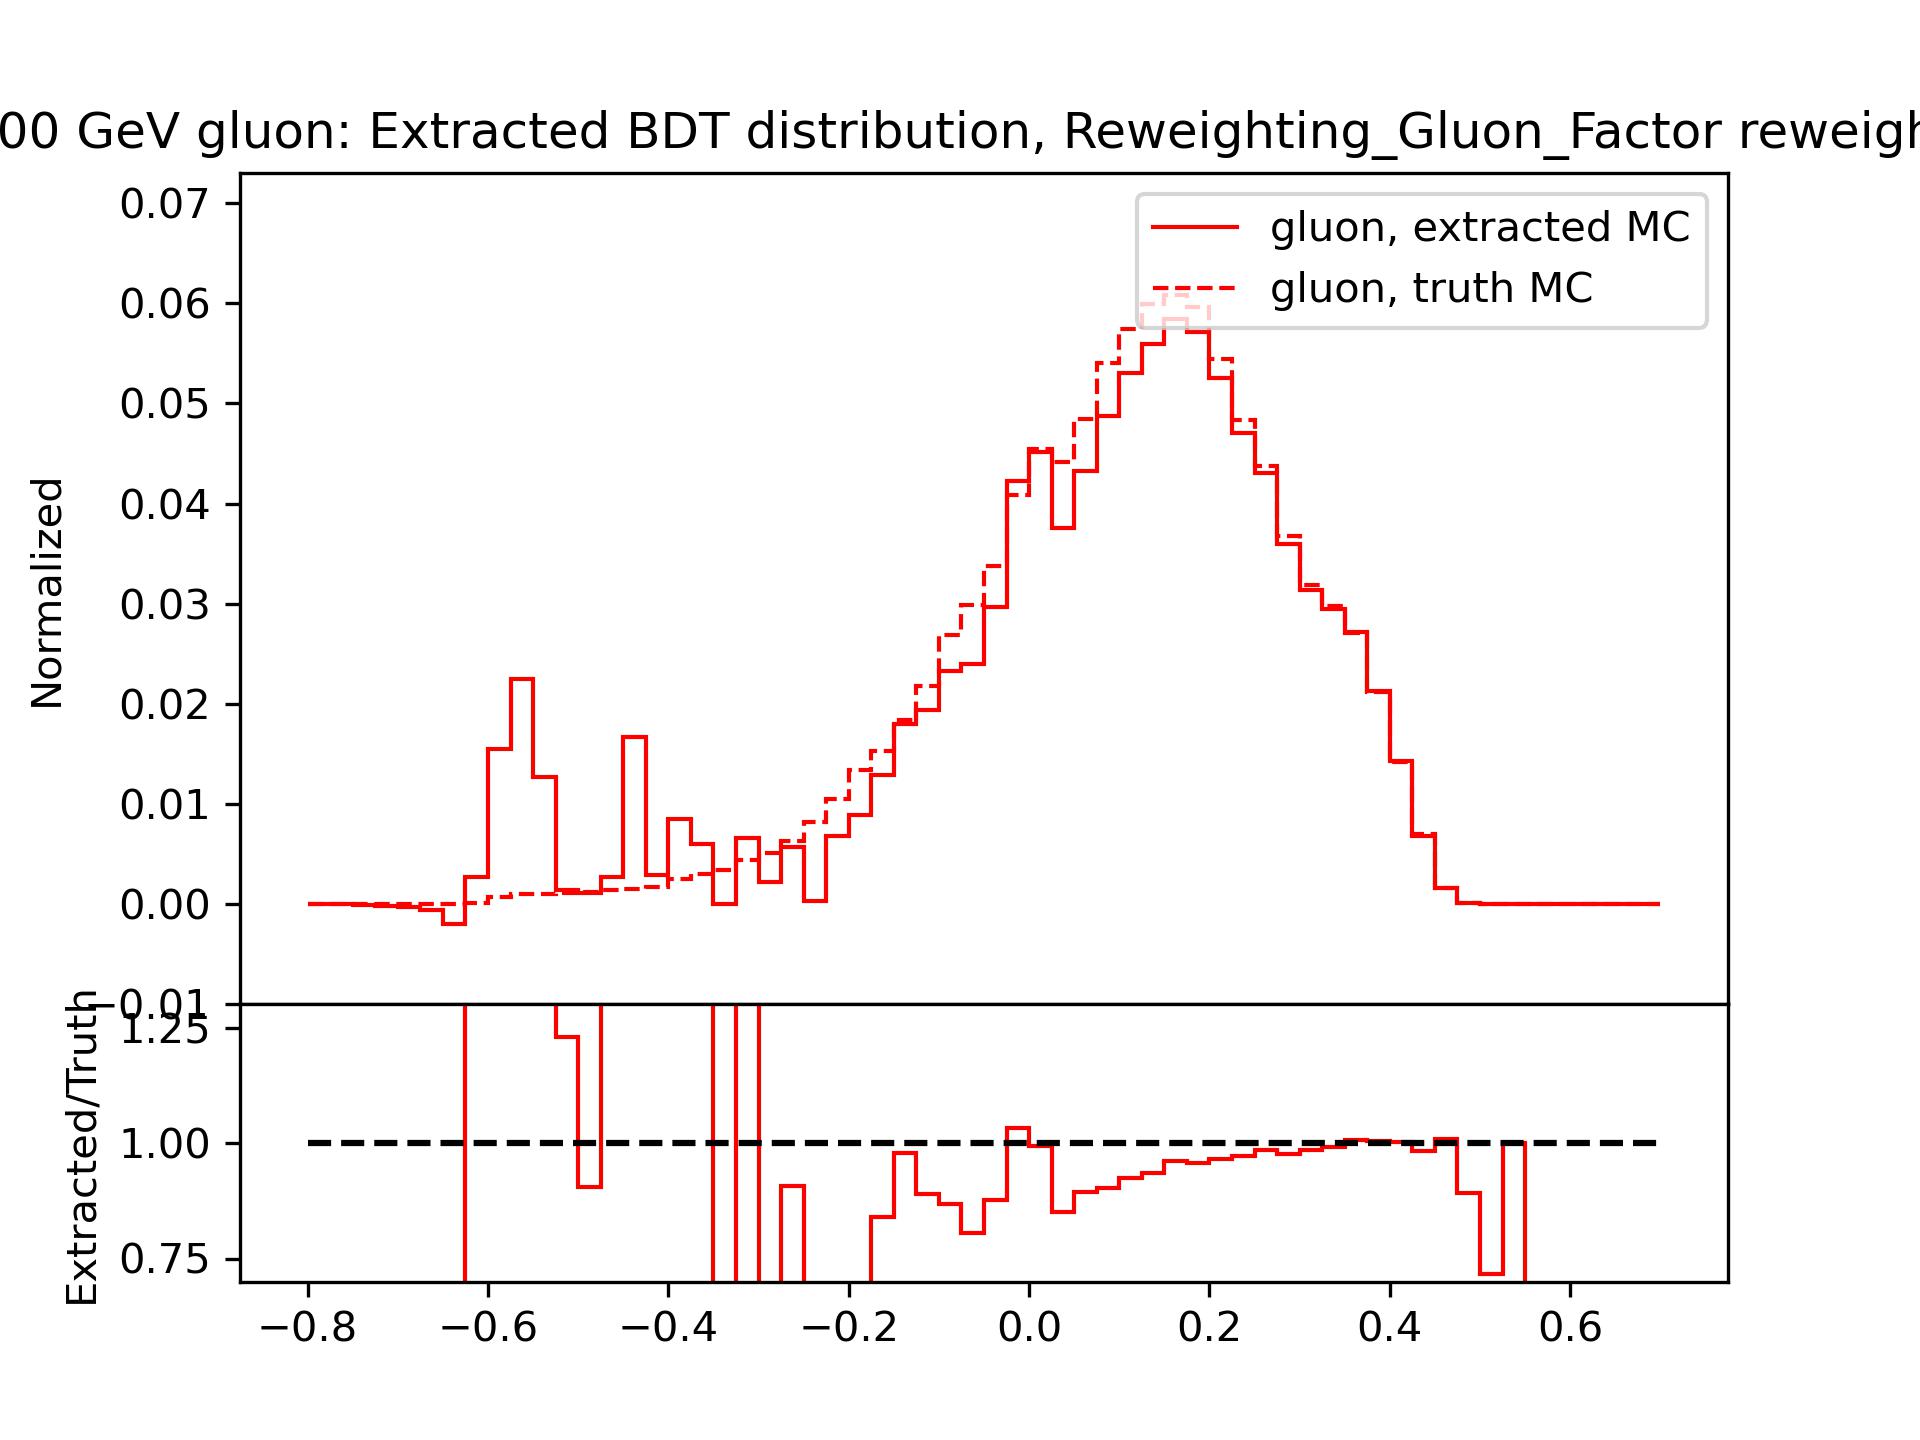 00 GeV gluon: Extracted BDT distribution, Reweighting_Gluon_Factor reweigh
gluon, extracted MC
gluon, truth MC
Normalized
0.07
0.06
0.05
0.04
0.03
0.02
0.01
0.00
−0.01
Extracted/Truth
1.25
1.00
0.75
−0.8 −0.6 −0.4 −0.2 0.0 0.2 0.4 0.6